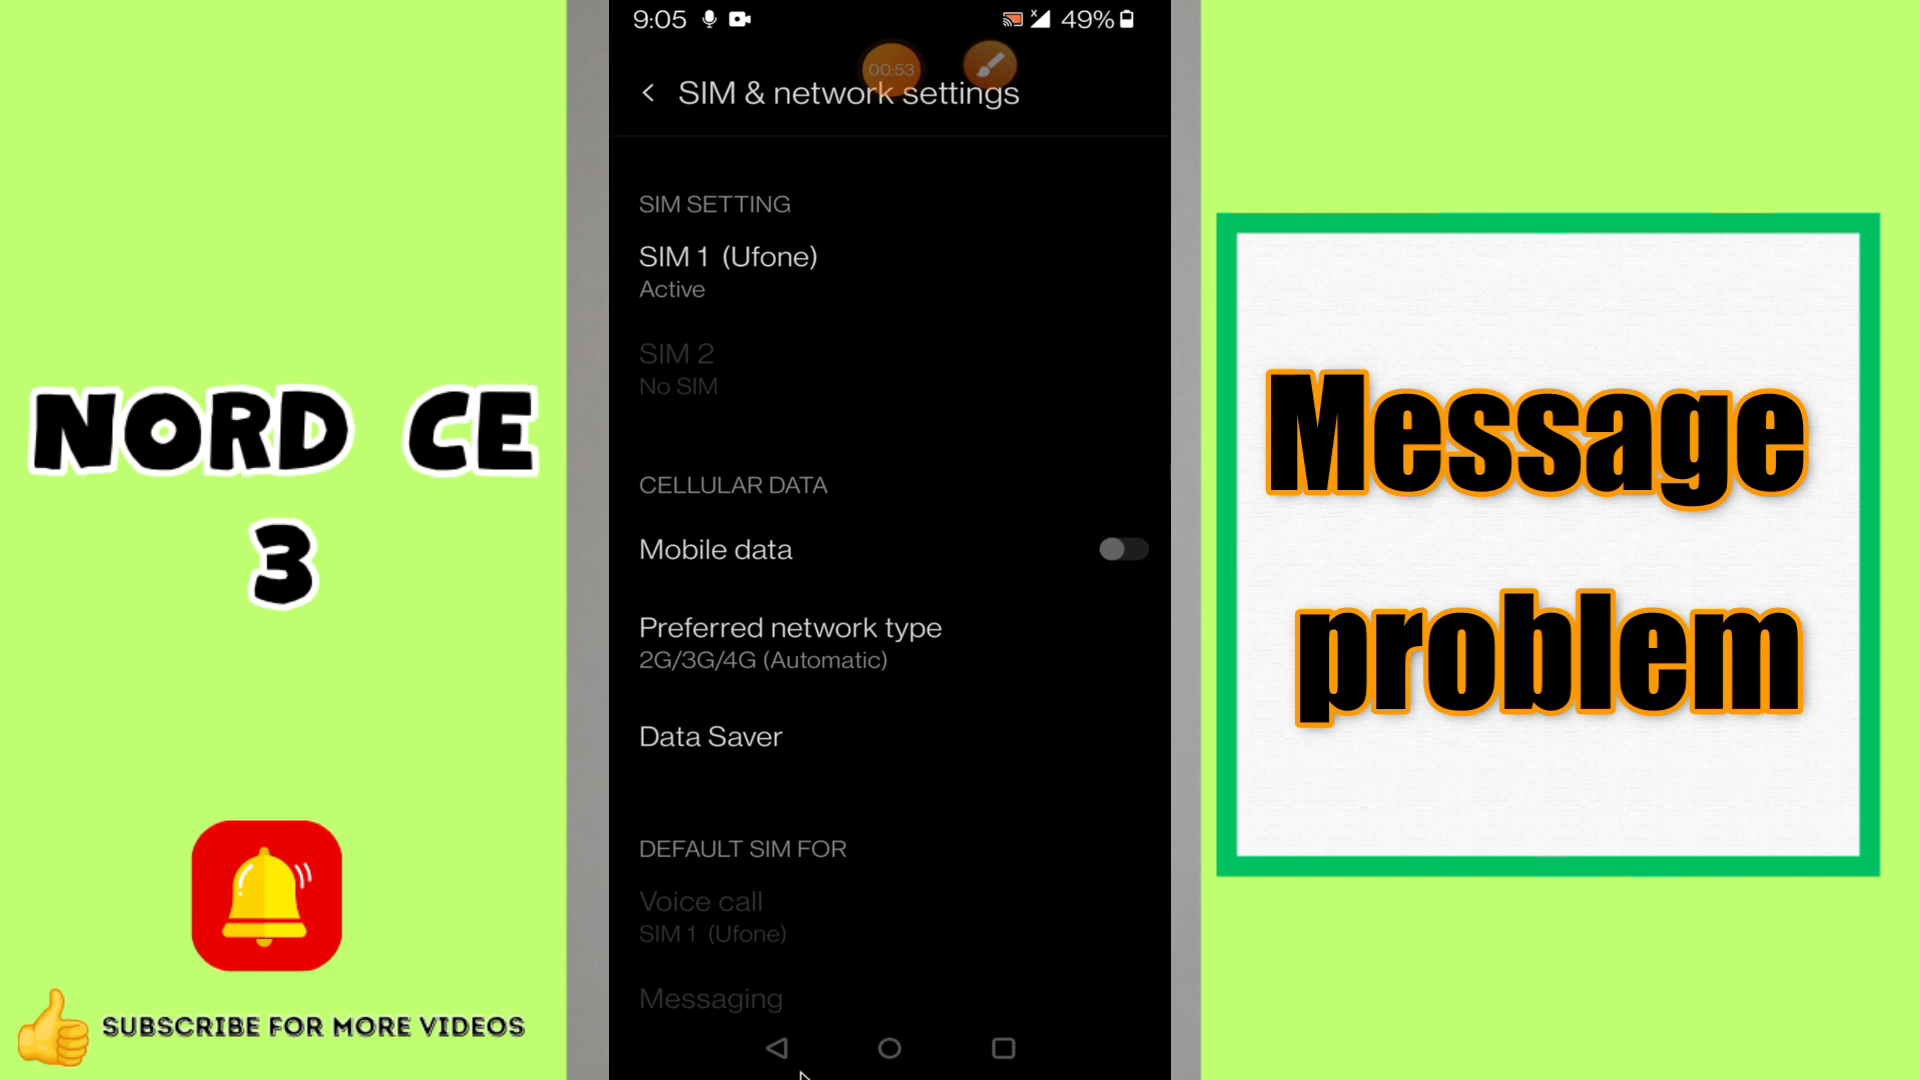 9:05
49%
00:53
SIM & network settings
SIM SETTING
SIM 1 (Ufone)
Active
SIM 2
No SIM
CELLULAR DATA
Mobile data
Preferred network type
2G/3G/4G (Automatic)
Data Saver
DEFAULT SIM FOR
Voice call
SIM 1 (Ufone)
Messaging
NORD CE
3
SUBSCRIBE FOR MORE VIDEOS
Message
problem